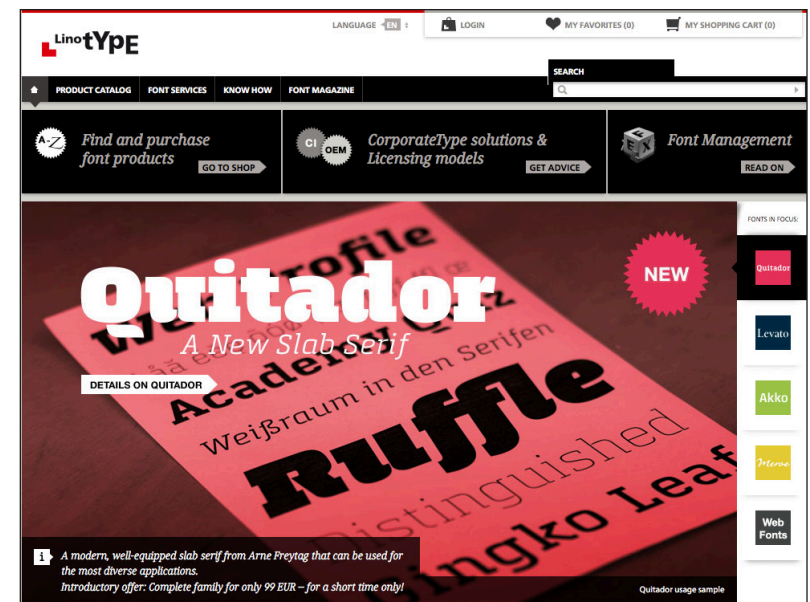 LANGUAGE EN
LOGIN
MY FAVORITES (0)
MY SHOPPING CART (0)
LinotYpE
SEARCH
PRODUCT CATALOG FONT SERVICES KNOW HOW FONT MAGAZINE
A-Z
Find and purchase
font products
GO TO SHOP
CI OEM
CorporateType solutions &
Licensing models
GET ADVICE
Font Management
READ ON
FONTS IN FOCUS:
Quitador
A New Slab Serif
DETAILS ON QUITADOR
NEW
Academy Quiz
Weißraum in den Serifen
Ruffle
Distinguished
Bingko Leaf
i
A modern, well-equipped slab serif from Arne Freytag that can be used for
the most diverse applications.
Introductory offer: Complete family for only 99 EUR – for a short time only!
Quitador usage sample
Quitador
Levato
Akko
Merve
Web
Fonts